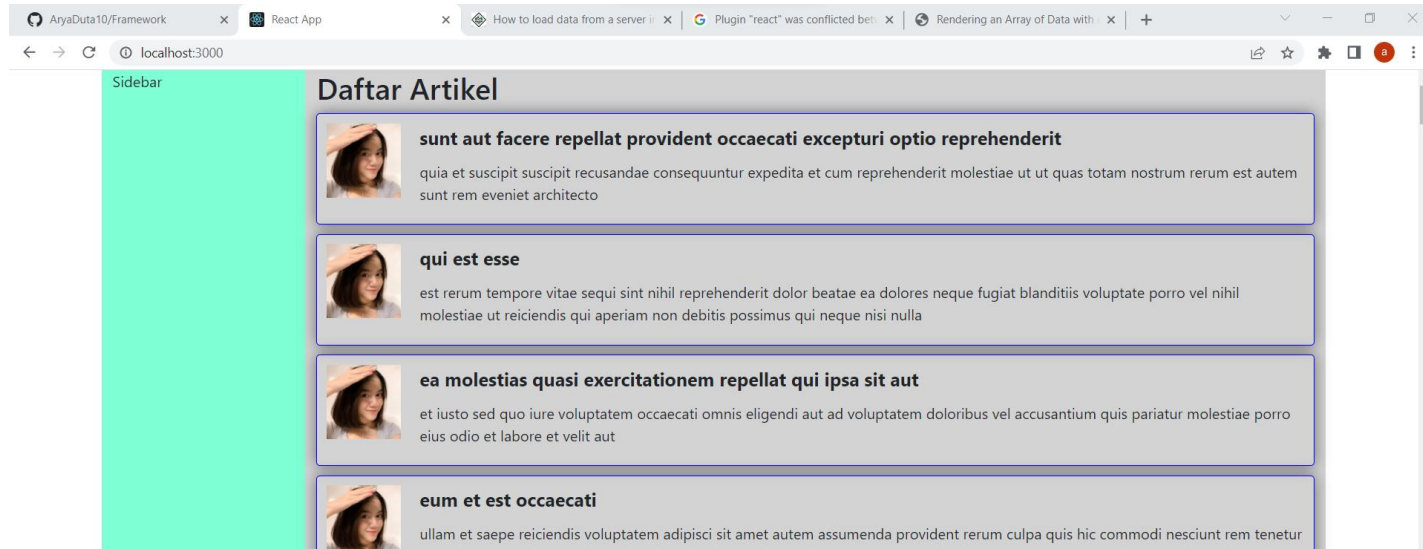 AryaDuta10/Framework
React App
How to load data from a server i
Plugin "react" was conflicted bet
Rendering an Array of Data with
localhost:3000
a
Sidebar
Daftar Artikel
sunt aut facere repellat provident occaecati excepturi optio reprehenderit
quia et suscipit suscipit recusandae consequuntur expedita et cum reprehenderit molestiae ut ut quas totam nostrum rerum est autem
sunt rem eveniet architecto
qui est esse
est rerum tempore vitae sequi sint nihil reprehenderit dolor beatae ea dolores neque fugiat blanditiis voluptate porro vel nihil
molestiae ut reiciendis qui aperiam non debitis possimus qui neque nisi nulla
ea molestias quasi exercitationem repellat qui ipsa sit aut
et iusto sed quo iure voluptatem occaecati omnis eligendi aut ad voluptatem doloribus vel accusantium quis pariatur molestiae porro
eius odio et labore et velit aut
eum et est occaecati
ullam et saepe reiciendis voluptatem adipisci sit amet autem assumenda provident rerum culpa quis hic commodi nesciunt rem tenetur